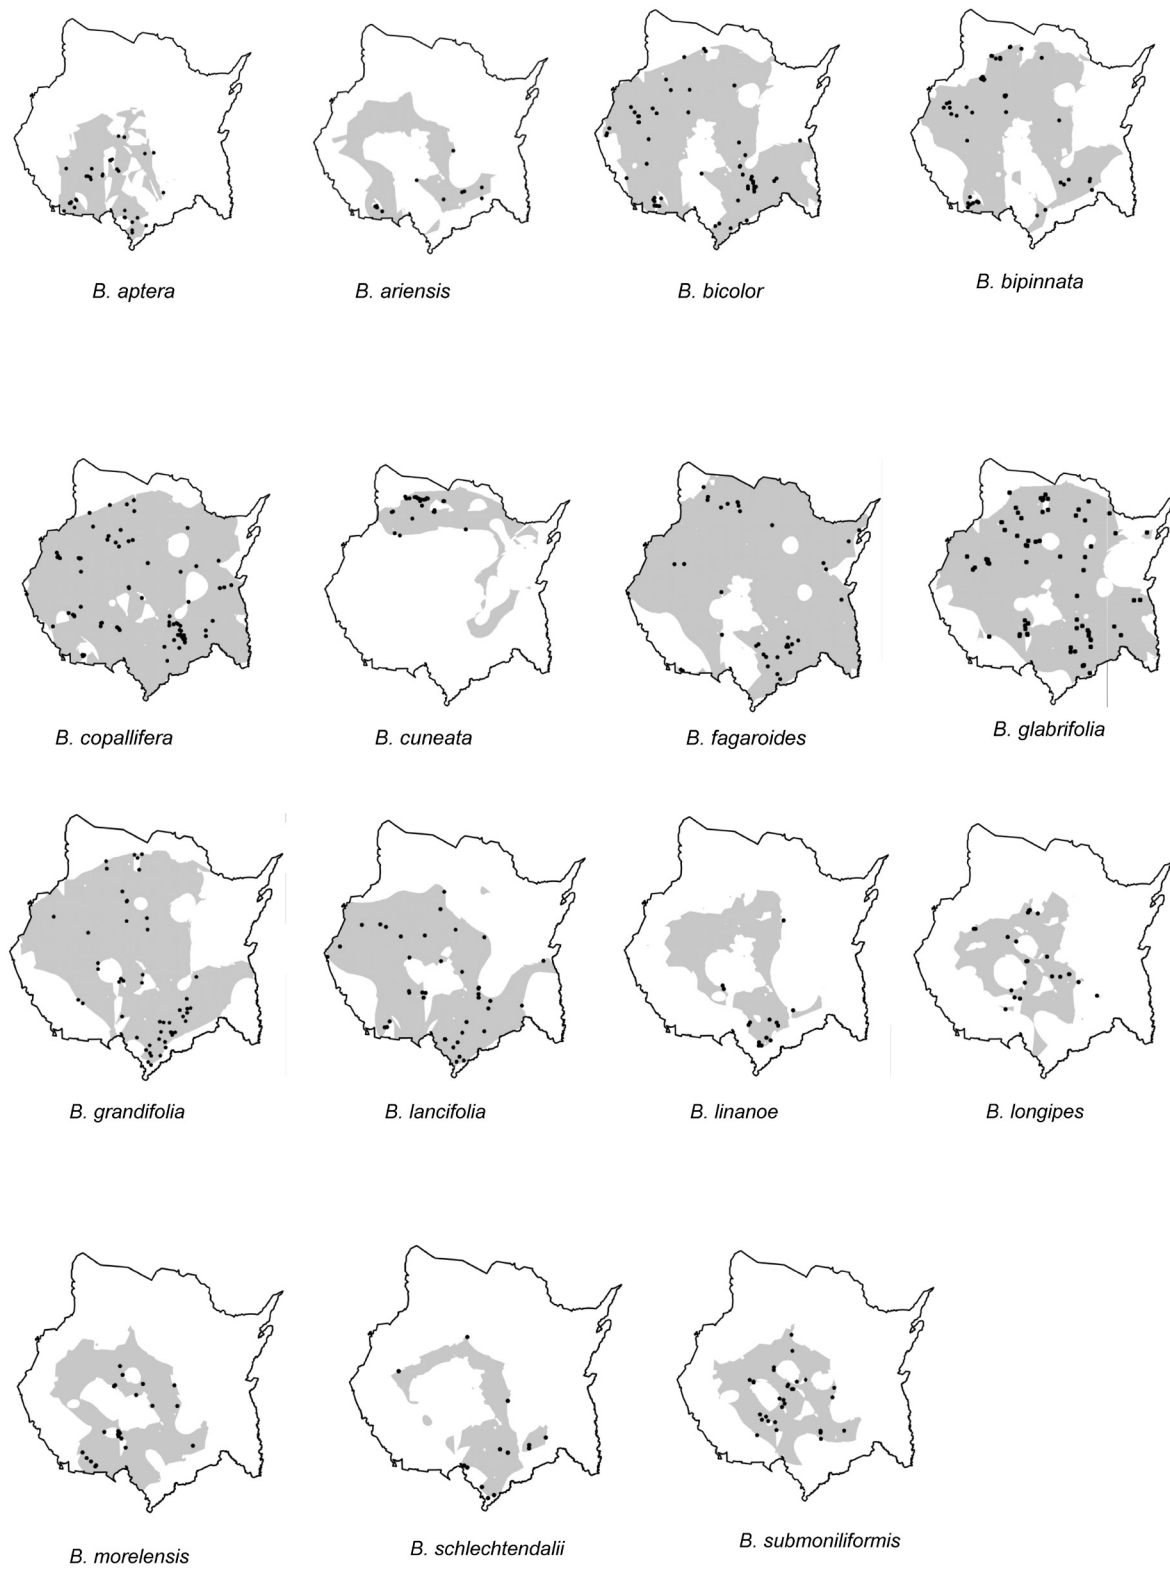 B. aptera
B. ariensis
B. bicolor
B. bipinnata
B. copallifera
B. cuneata
B. fagaroides
B. glabrifolia
B. grandifolia
B. lancifolia
B. linanoe
B. longipes
B. morelensis
B. schlechtendalii
B. submoniliformis